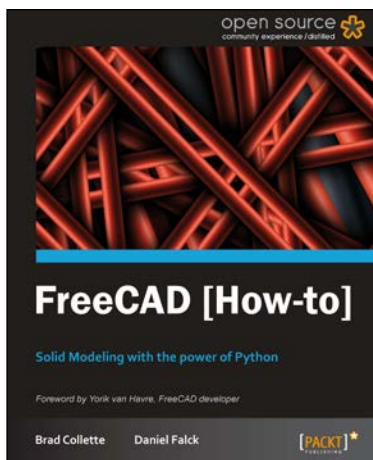 open source
community experience distilled
FreeCAD [How-to]
Solid Modeling with the power of Python
Foreword by Yorik van Havre, FreeCAD developer
Brad Collette Daniel Falck
[PACKT]
PUBLISHING